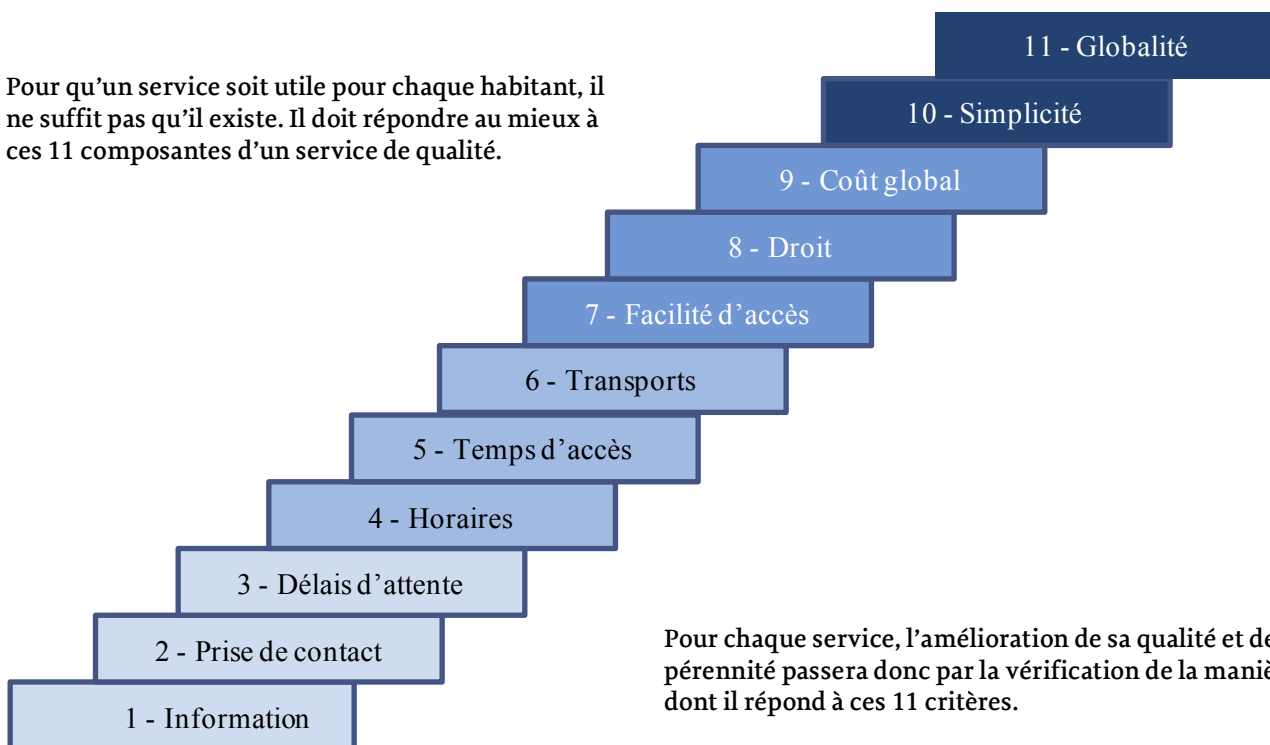 11 - Globalité
Pour qu’un service soit utile pour chaque habitant, il
ne suffit pas qu’il existe. Il doit répondre au mieux à
ces 11 composantes d’un service de qualité.
10 - Simplicité
9 - Coût global
8 - Droit
7 - Facilité d’accès
6 - Transports
5 - Temps d’accès
4 - Horaires
3 - Délais d’attente
2 - Prise de contact
1 - Information
Pour chaque service, l’amélioration de sa qualité et de
pérennité passera donc par la vérification de la
dont il répond à ces 11 critères.